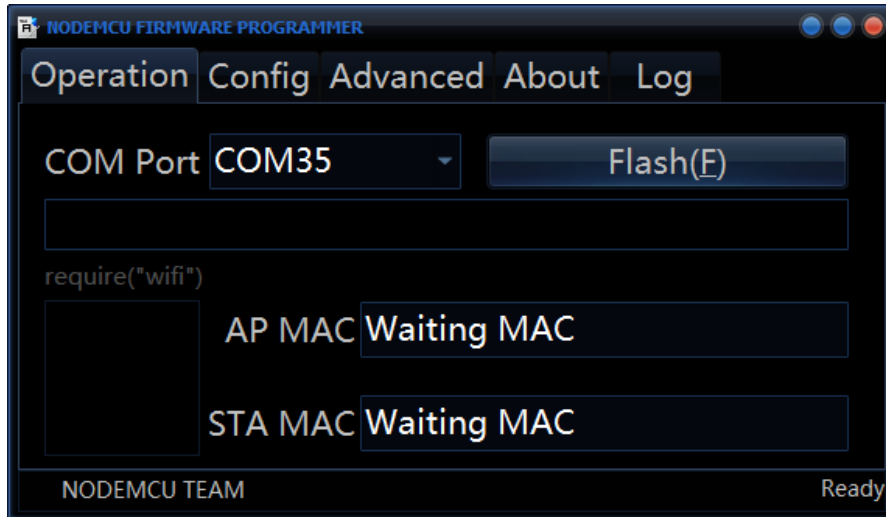 NODEMCU FIRMWARE PROGRAMMER
Operation Config Advanced About Log
COM Port COM35 Flash(F)
require("wifi")
AP MAC Waiting MAC
STA MAC Waiting MAC
NODEMCU TEAM Ready